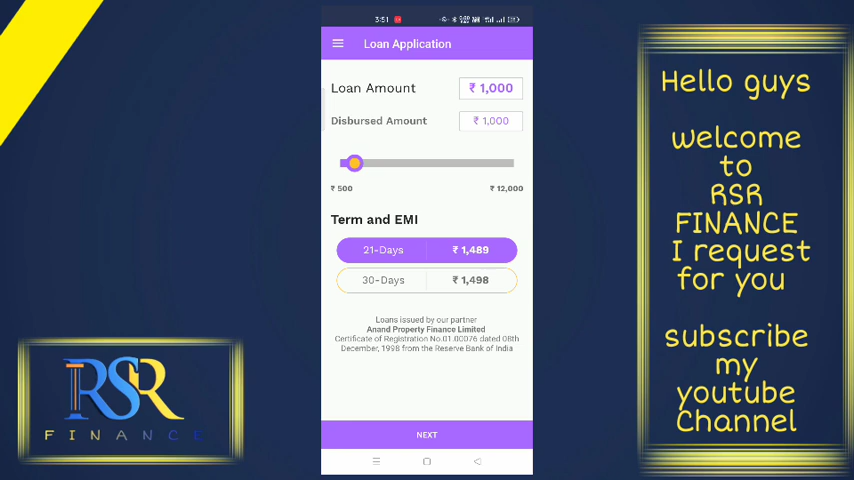 3:51
Loan Application
Loan Amount
₹ 1,000
Disbursed Amount
₹ 1,000
₹ 500
₹ 12,000
Term and EMI
21-Days
₹ 1,489
30-Days
₹ 1,498
Loans issued by our partner
Anand Property Finance Limited
Certificate of Registration No.01.00076 dated 08th
December, 1998 from the Reserve Bank of India
NEXT
RSR
FINANCE
Hello guys
welcome
to
RSR
FINANCE
I request
for you
subscribe
my
youtube
Channel